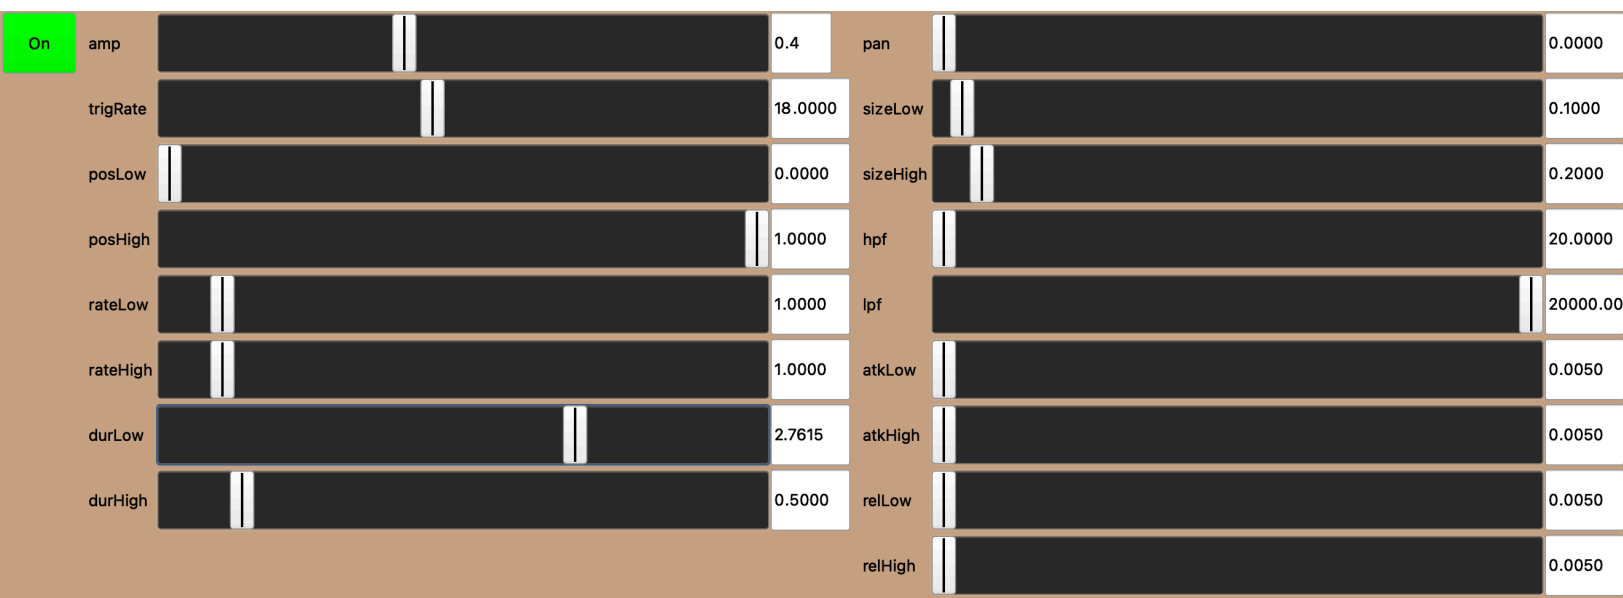 On amp 0.4 pan 0.0000
trigRate 18.0000 sizeLow 0.1000
posLow 0.0000 sizeHigh 0.2000
posHigh 1.0000 hpf 20.0000
rateLow 1.0000 lpf 20000.00
rateHigh 1.0000 atkLow 0.0050
durLow 2.7615 atkHigh 0.0050
durHigh 0.5000 relLow 0.0050
relHigh 0.0050